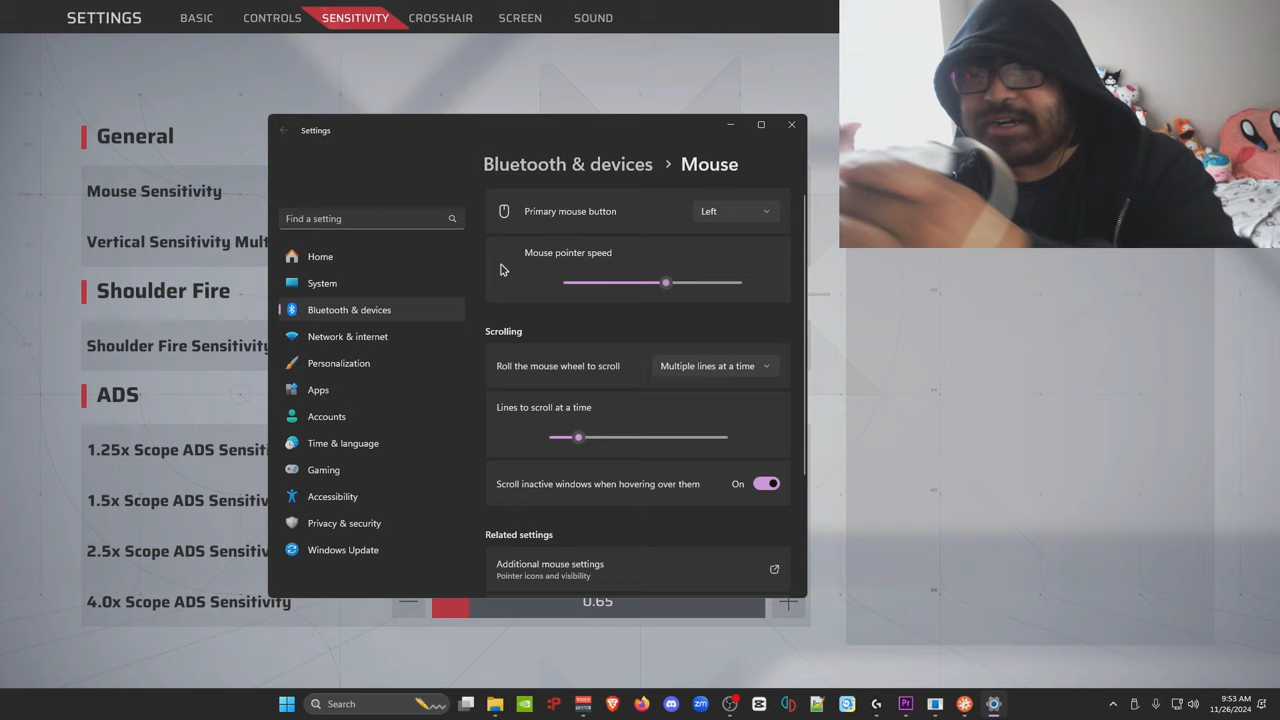 SETTINGS
BASIC
CONTROLS
SENSITIVITY
CROSSHAIR
SCREEN
SOUND
General
Mouse Sensitivity
Vertical Sensitivity Mult
Shoulder Fire
Shoulder Fire Sensitivity
ADS
1.25x Scope ADS Sensiti
1.5x Scope ADS Sensitiv
2.5x Scope ADS Sensitiv
4.0x Scope ADS Sensitivity
0.65
Settings
Find a setting
Home
System
Bluetooth & devices
Network & internet
Personalization
Apps
Accounts
Time & language
Gaming
Accessibility
Privacy & security
Windows Update
Bluetooth & devices > Mouse
Primary mouse button
Left
Mouse pointer speed
Scrolling
Roll the mouse wheel to scroll
Multiple lines at a time
Lines to scroll at a time
Scroll inactive windows when hovering over them
On
Related settings
Additional mouse settings
Pointer icons and visibility
Search
9:53 AM
11/26/2024